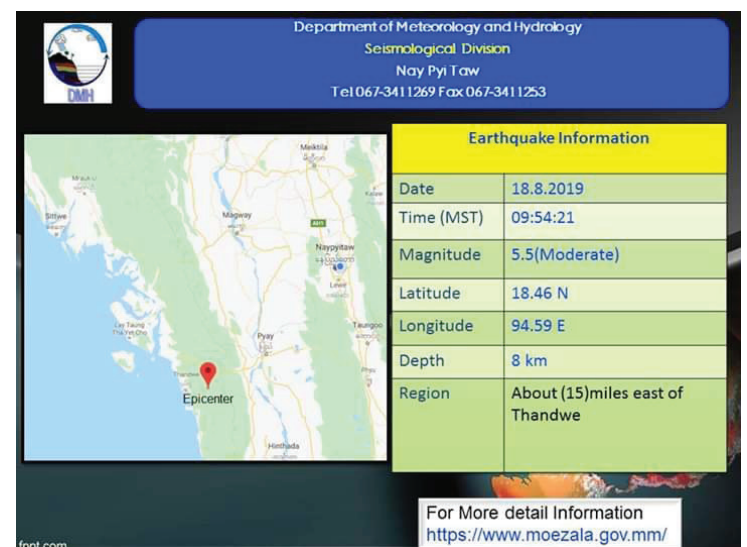 Department of Meteorology and Hydrology
Seismological Division
Nay Pyi Taw
Tel 067-3411269 Fax 067-3411253
DMH
Earthquake Information
Date 18.8.2019
Time (MST) 09:54:21
Magnitude 5.5(Moderate)
Latitude 18.46 N
Longitude 94.59 E
Depth 8 km
Region About (15)miles east of
Thandwe
Meiktila
Magway
Sittwe
Naypyitaw
Lewe
Taungoo
Pyay
Thandwe
Epicenter
Hinthada
For More detail Information
https://www.moezala.gov.mm/
fppt.com